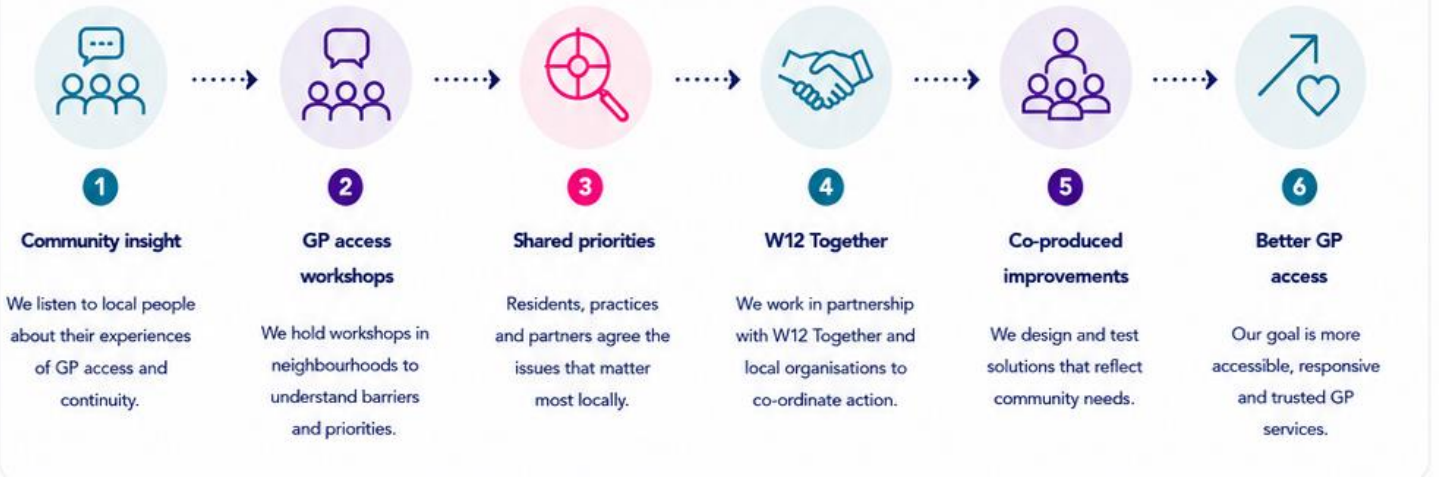 1
Community insight
We listen to local people
about their experiences
of GP access and
continuity.
2
GP access
workshops
We hold workshops in
neighbourhoods to
understand barriers
and priorities.
3
Shared priorities
Residents, practices
and partners agree the
issues that matter
most locally.
4
W12 Together
We work in partnership
with W12 Together and
local organisations to
co-ordinate action.
5
Co-produced
improvements
We design and test
solutions that reflect
community needs.
6
Better GP
access
Our goal is more
accessible, responsive
and trusted GP
services.